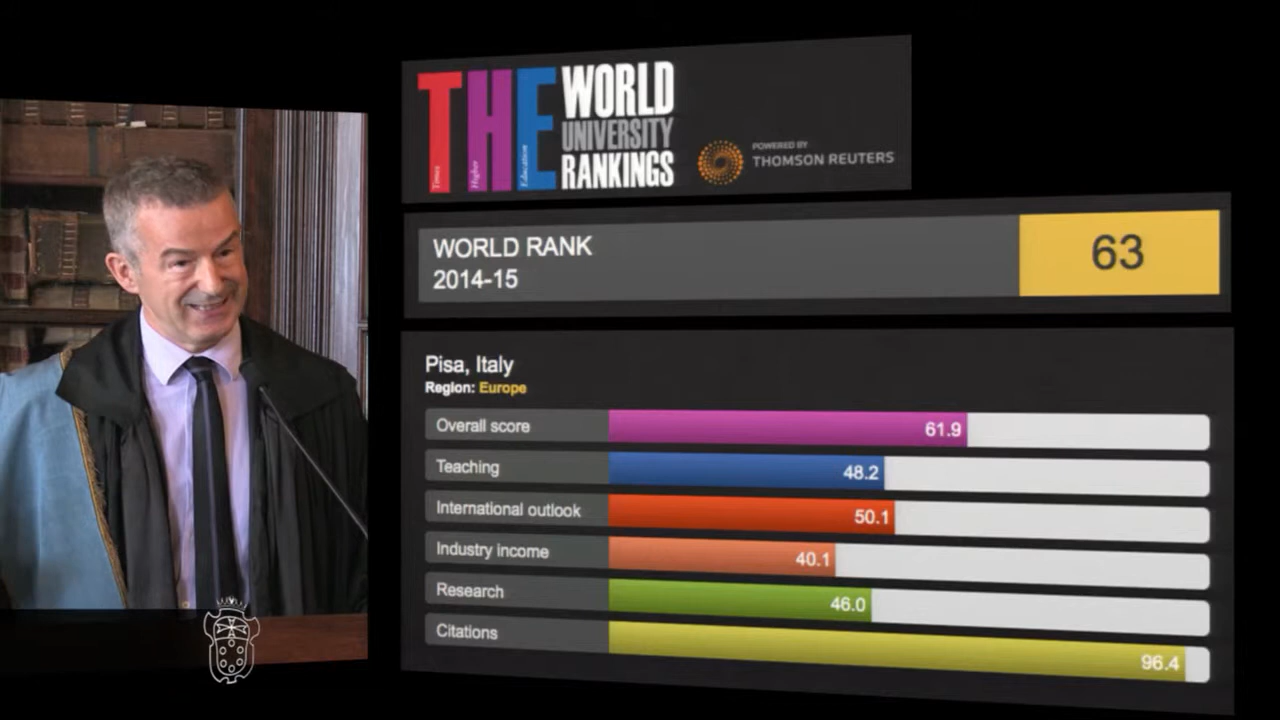 THE WORLD
UNIVERSITY
RANKINGS
Times Higher Education
POWERED BY
THOMSON REUTERS
WORLD RANK
2014-15
63
Pisa, Italy
Region: Europe
Overall score 61.9
Teaching 48.2
International outlook 50.1
Industry income 40.1
Research 46.0
Citations 96.4